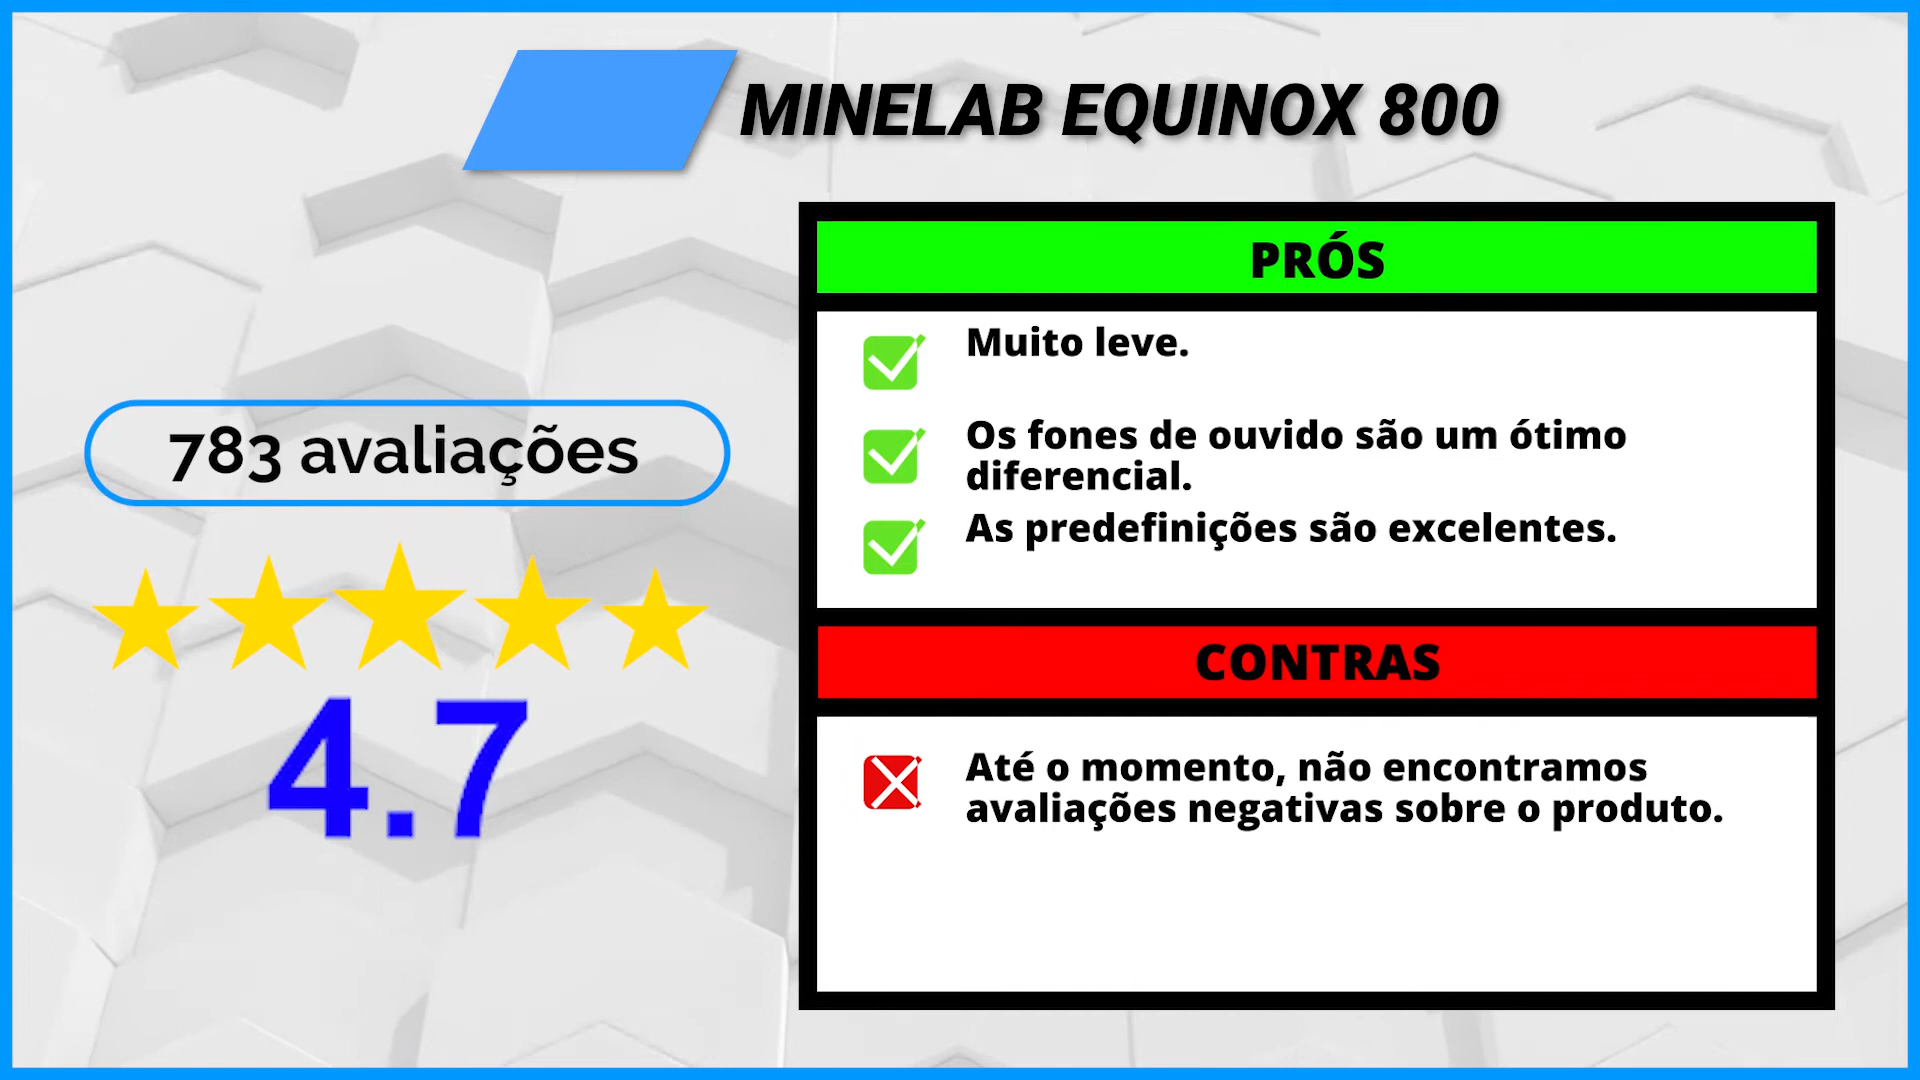 MINELAB EQUINOX 800
783 avaliações
4.7
PRÓS
Muito leve.
Os fones de ouvido são um ótimo
diferencial.
As predefinições são excelentes.
CONTRAS
Até o momento, não encontramos
avaliações negativas sobre o produto.